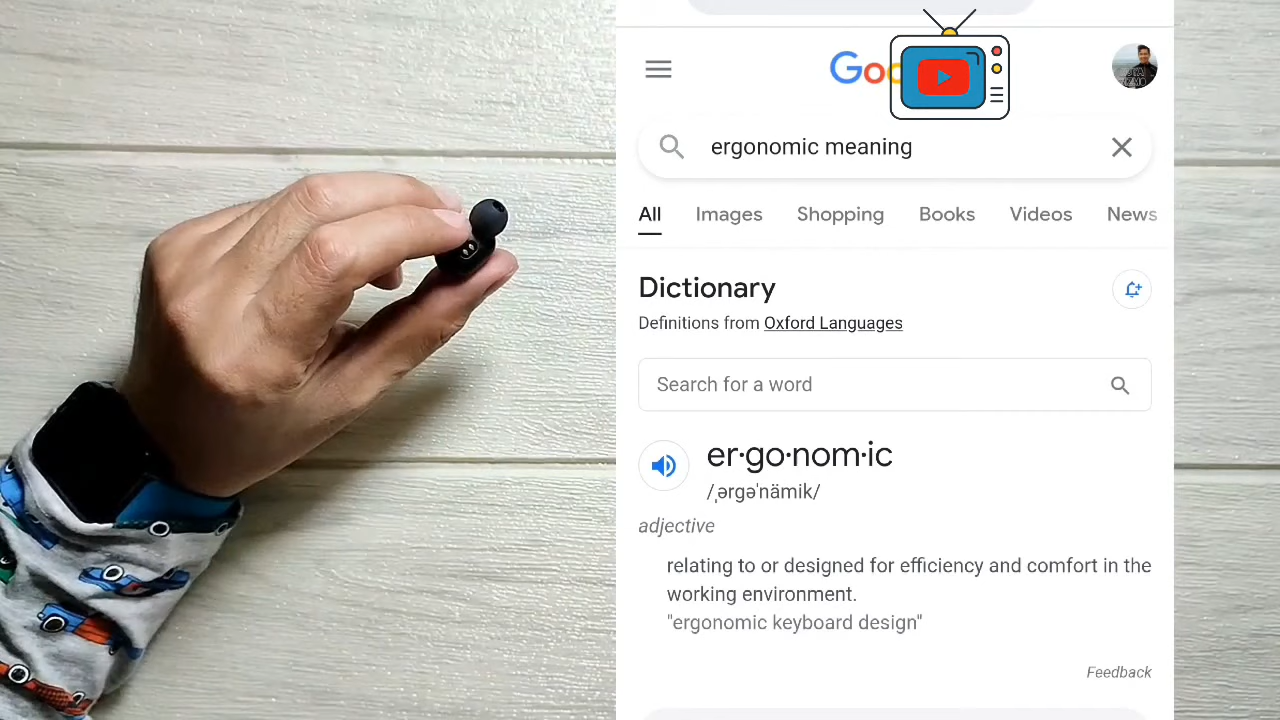 Goo
ergonomic meaning
All Images Shopping Books Videos News
Dictionary
Definitions from Oxford Languages
Search for a word
er·go·nom·ic
/ˌərɡəˈnämik/
adjective
relating to or designed for efficiency and comfort in the
working environment.
"ergonomic keyboard design"
Feedback